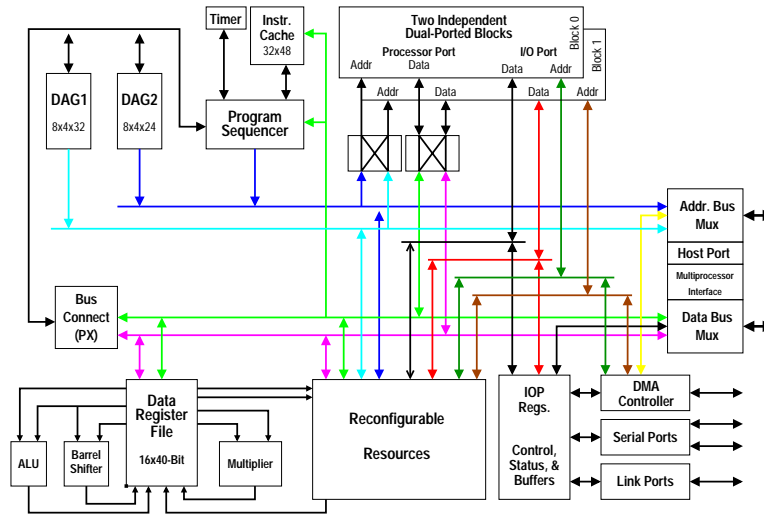 Timer
Instr.
Cache
32x48
Two Independent
Dual-Ported Blocks
Processor Port
I/O Port
Block 0
Block 1
Addr
Data
Data
Addr
Addr
Data
Data
Addr
DAG1
8x4x32
DAG2
8x4x24
Program
Sequencer
Addr. Bus
Mux
Host Port
Multiprocessor
Interface
Data Bus
Mux
Bus
Connect
(PX)
Data
Register
File
16x40-Bit
ALU
Barrel
Shifter
Multiplier
Reconfigurable
Resources
IOP
Regs.
Control,
Status, &
Buffers
DMA
Controller
Serial Ports
Link Ports